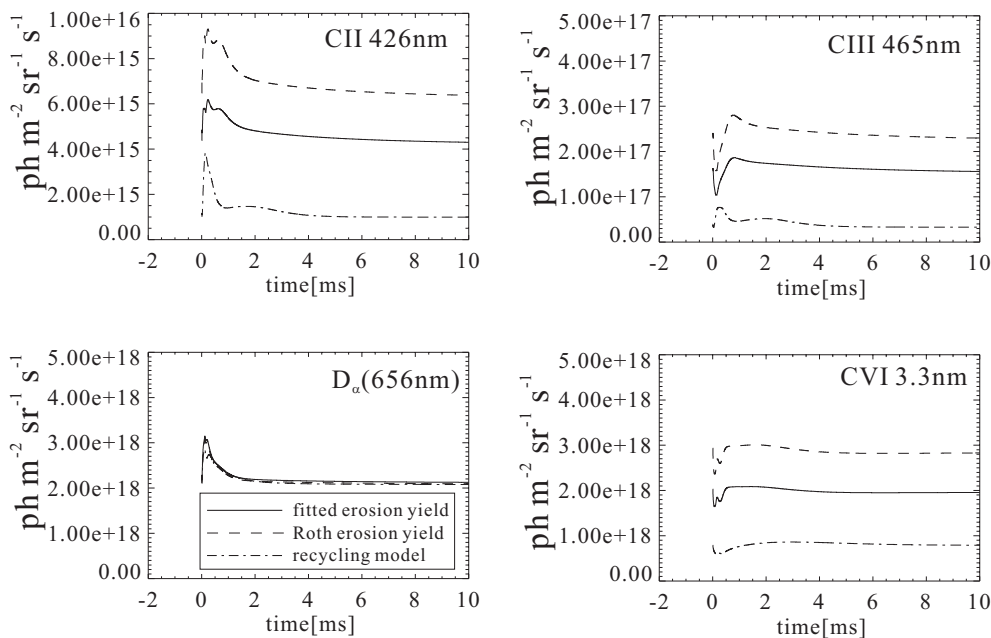 CII 426nm
1.00e+16
8.00e+15
6.00e+15
4.00e+15
2.00e+15
0.00
ph m⁻² sr⁻¹ s⁻¹
-2 0 2 4 6 8 10
time[ms]
CIII 465nm
5.00e+17
4.00e+17
3.00e+17
2.00e+17
1.00e+17
0.00
ph m⁻² sr⁻¹ s⁻¹
-2 0 2 4 6 8 10
time[ms]
Dα(656nm)
5.00e+18
4.00e+18
3.00e+18
2.00e+18
1.00e+18
0.00
ph m⁻² sr⁻¹ s⁻¹
fitted erosion yield
Roth erosion yield
recycling model
-2 0 2 4 6 8 10
time[ms]
CVI 3.3nm
5.00e+18
4.00e+18
3.00e+18
2.00e+18
1.00e+18
0.00
ph m⁻² sr⁻¹ s⁻¹
-2 0 2 4 6 8 10
time[ms]